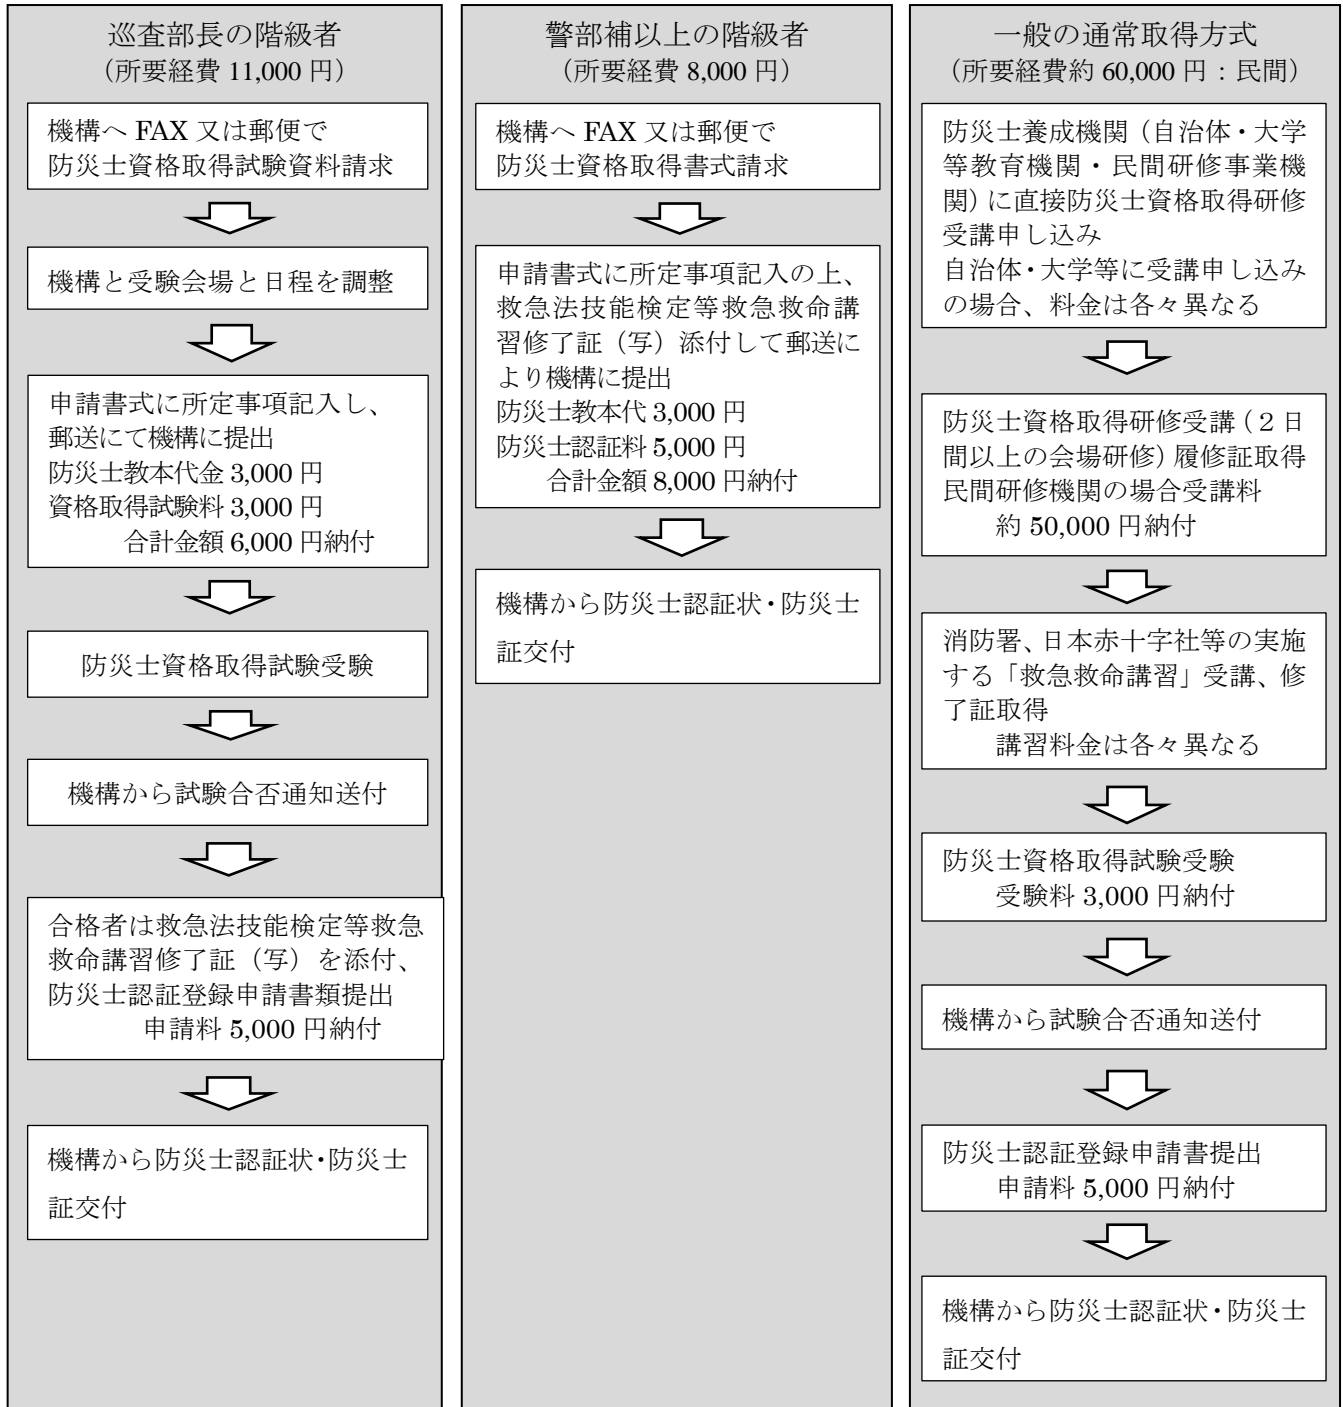 巡査部長の階級者
（所要経費 11,000 円）
機構へ FAX 又は郵便で
防災士資格取得試験資料請求
機構と受験会場と日程を調整
申請書式に所定事項記入し、
郵送にて機構に提出
防災士教本代金 3,000 円
資格取得試験料 3,000 円
合計金額 6,000 円納付
防災士資格取得試験受験
機構から試験合否通知送付
合格者は救急法技能検定等救急
救命講習修了証（写）を添付、
防災士認証登録申請書類提出
申請料 5,000 円納付
機構から防災士認証状・防災士
証交付
警部補以上の階級者
（所要経費 8,000 円）
機構へ FAX 又は郵便で
防災士資格取得書式請求
申請書式に所定事項記入の上、
救急法技能検定等救急救命講
習修了証（写）添付して郵送に
より機構に提出
防災士教本代 3,000 円
防災士認証料 5,000 円
合計金額 8,000 円納付
機構から防災士認証状・防災士
証交付
一般の通常取得方式
（所要経費約 60,000 円：民間）
防災士養成機関（自治体・大学
等教育機関・民間研修事業機
関）に直接防災士資格取得研修
受講申し込み
自治体・大学等に受講申し込み
の場合、料金は各々異なる
防災士資格取得研修受講（２日
間以上の会場研修）履修証取得
民間研修機関の場合受講料
約 50,000 円納付
消防署、日本赤十字社等の実施
する「救急救命講習」受講、修
了証取得
講習料金は各々異なる
防災士資格取得試験受験
受験料 3,000 円納付
機構から試験合否通知送付
防災士認証登録申請書提出
申請料 5,000 円納付
機構から防災士認証状・防災士
証交付